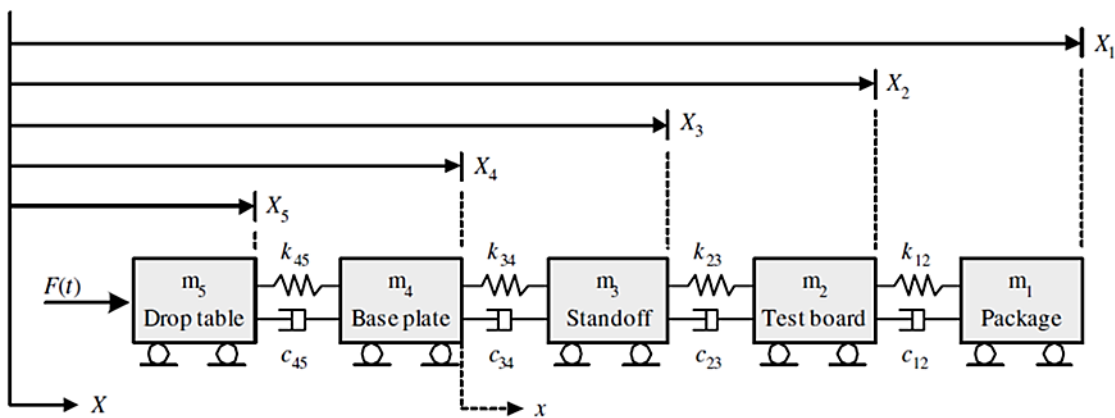 X₁
X₂
X₃
X₄
X₅
k₄₅ k₃₄ k₂₃ k₁₂
F(t) m₅ m₄ m₃ m₂ m₁
Drop table Base plate Standoff Test board Package
c₄₅ c₃₄ c₂₃ c₁₂
X x